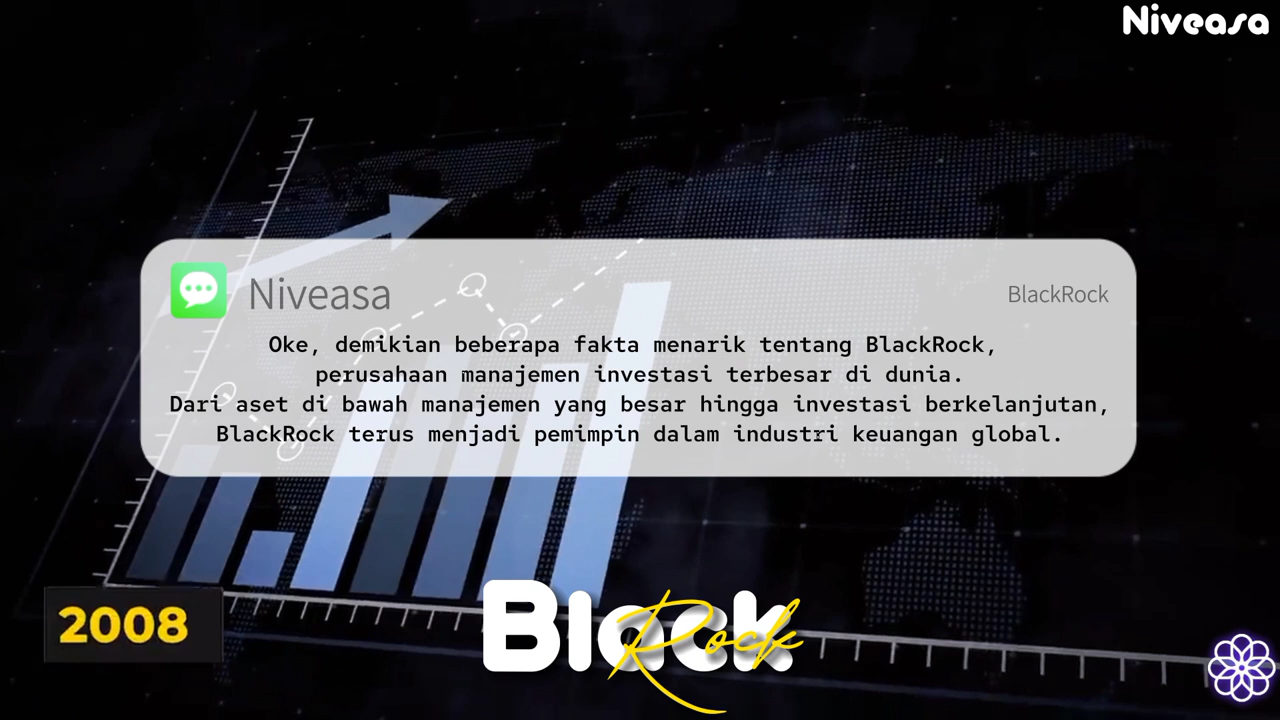 Niveasa
Niveasa
BlackRock
Oke, demikian beberapa fakta menarik tentang BlackRock,
perusahaan manajemen investasi terbesar di dunia.
Dari aset di bawah manajemen yang besar hingga investasi berkelanjutan,
BlackRock terus menjadi pemimpin dalam industri keuangan global.
2008
Black
Rock